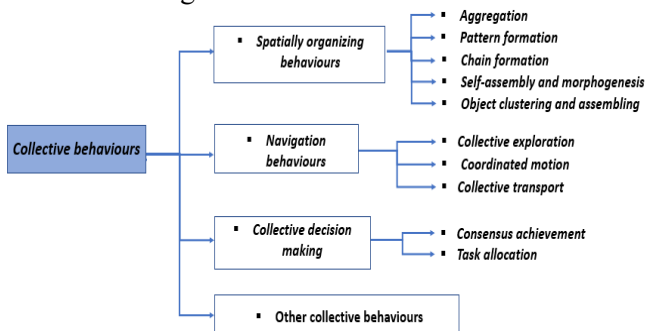 Collective behaviours
▪ Spatially organizing
behaviours
▪ Aggregation
▪ Pattern formation
▪ Chain formation
▪ Self-assembly and morphogenesis
▪ Object clustering and assembling
▪ Navigation
behaviours
▪ Collective exploration
▪ Coordinated motion
▪ Collective transport
▪ Collective decision
making
▪ Consensus achievement
▪ Task allocation
▪ Other collective behaviours